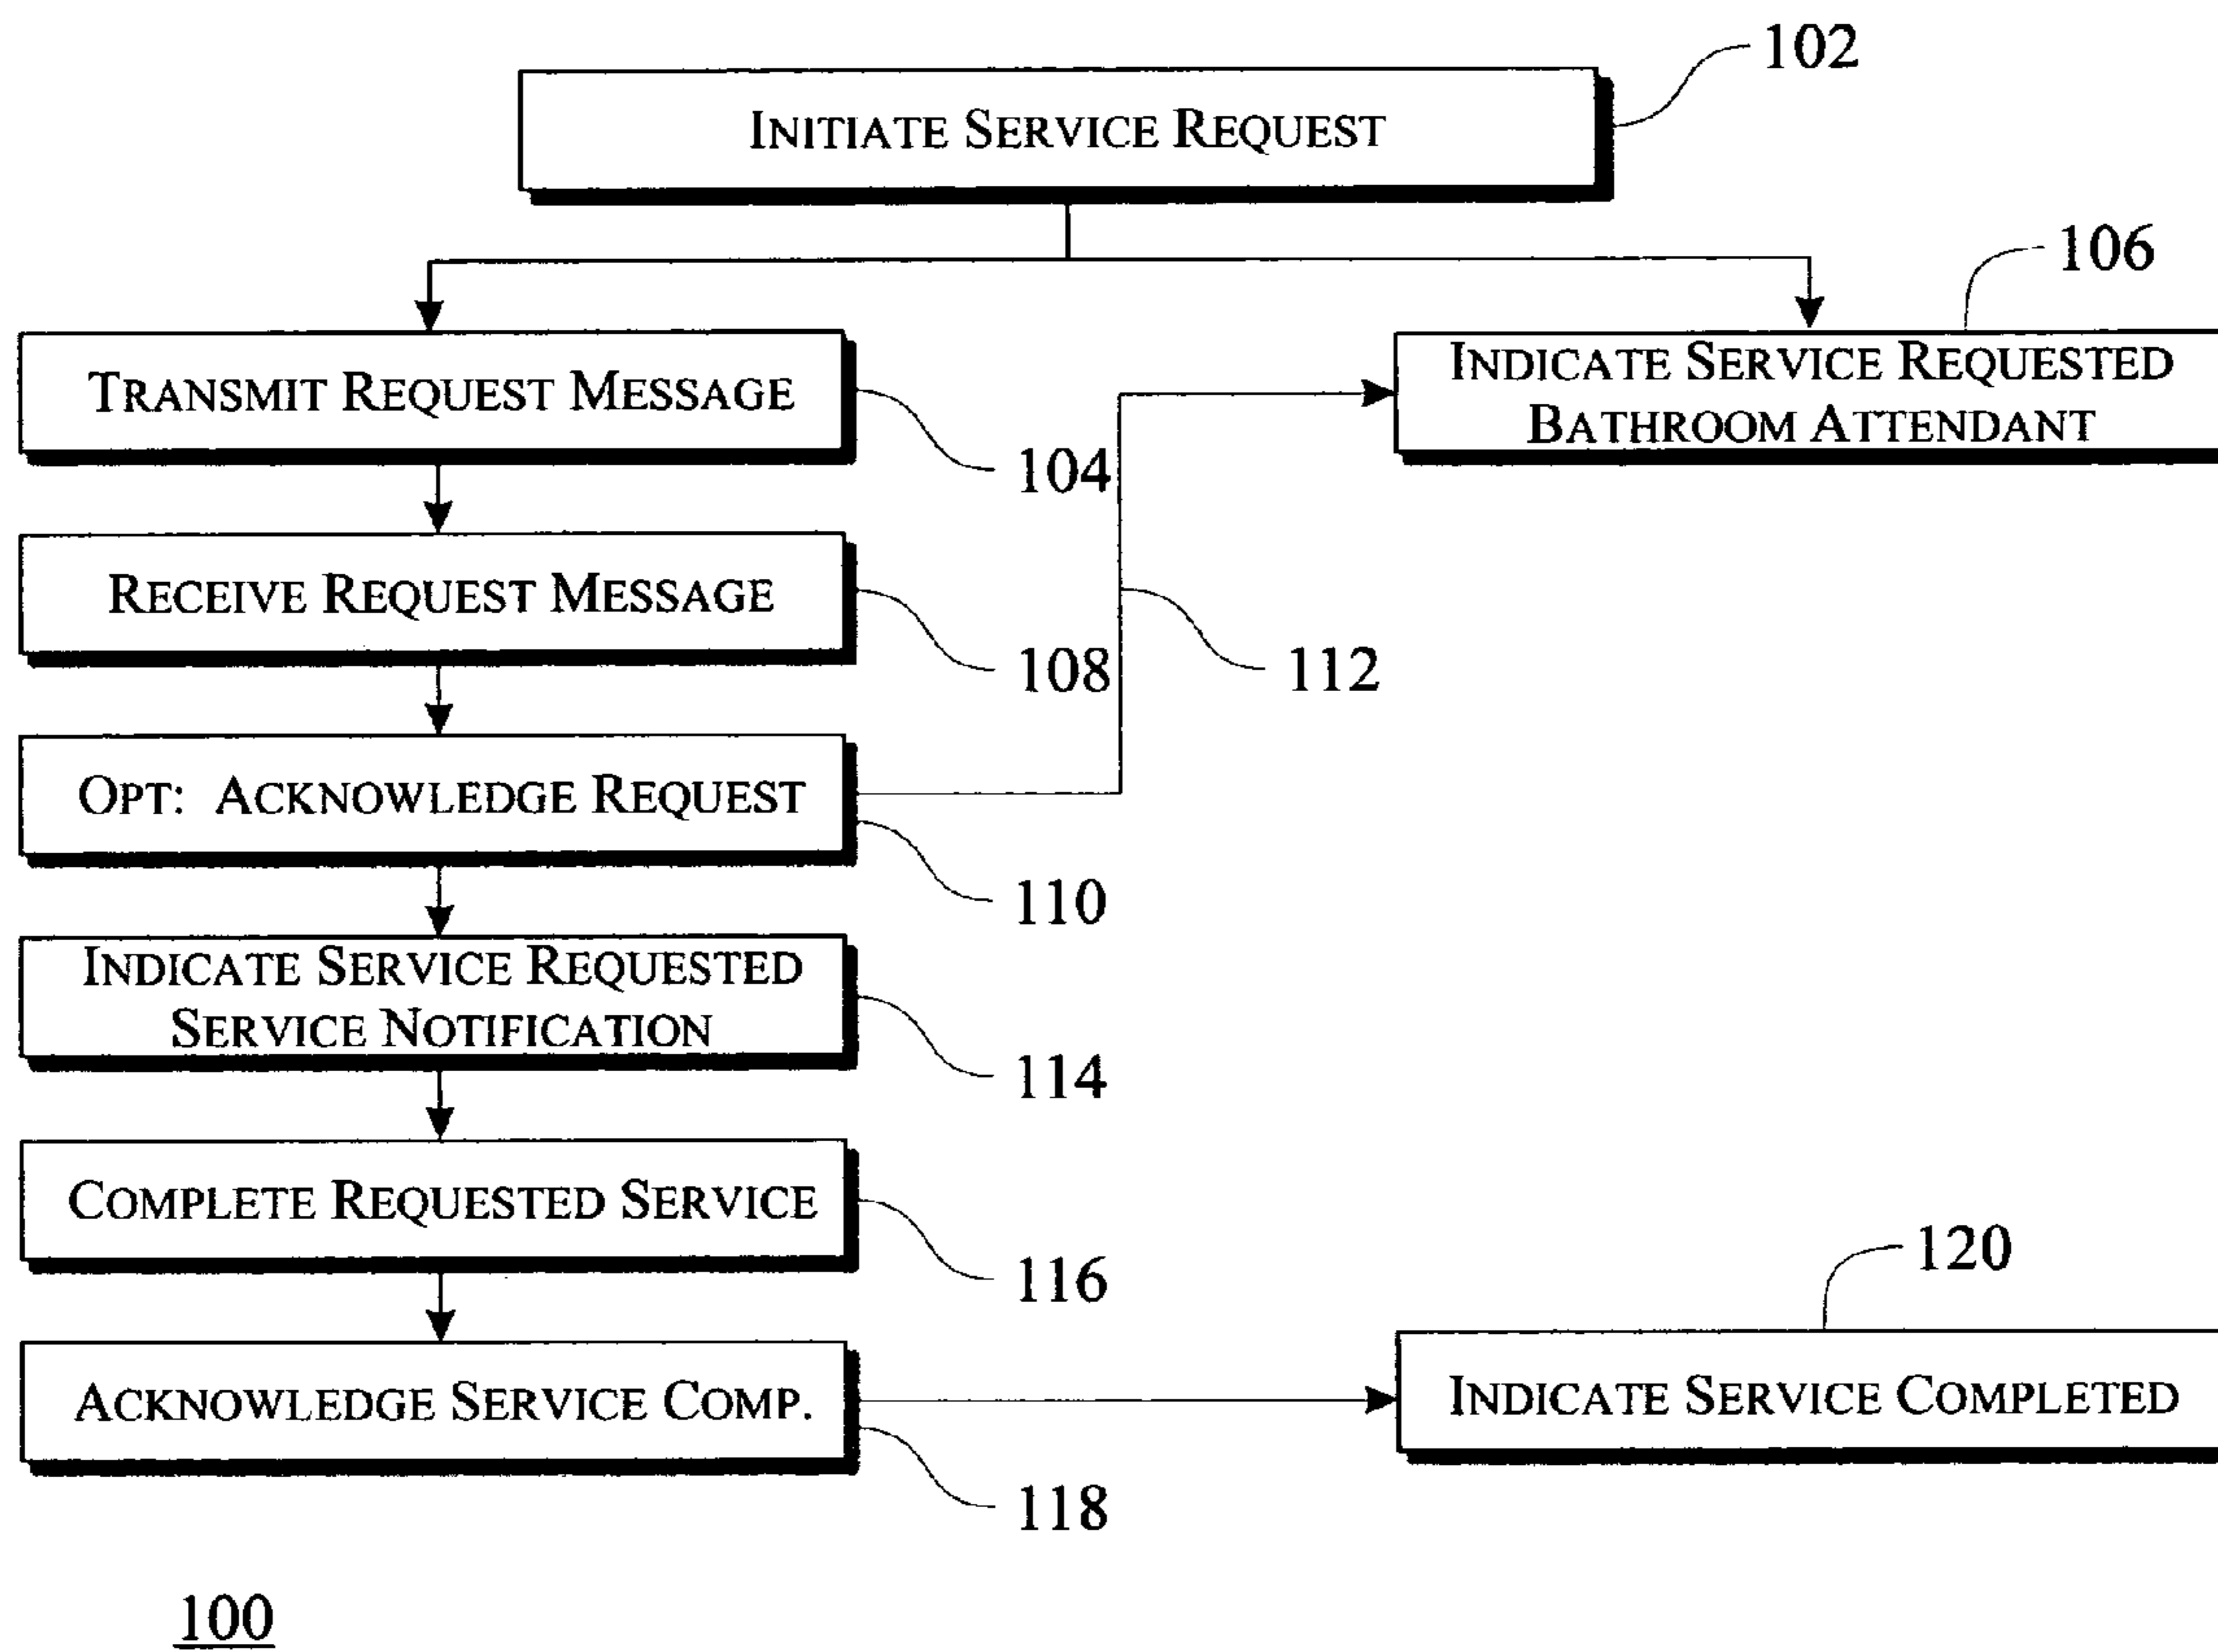 102
INITIATE SERVICE REQUEST
106
TRANSMIT REQUEST MESSAGE
INDICATE SERVICE REQUESTED
BATHROOM ATTENDANT
104
RECEIVE REQUEST MESSAGE
108
112
OPT: ACKNOWLEDGE REQUEST
110
INDICATE SERVICE REQUESTED
SERVICE NOTIFICATION
114
COMPLETE REQUESTED SERVICE
116
120
ACKNOWLEDGE SERVICE COMP.
INDICATE SERVICE COMPLETED
118
100